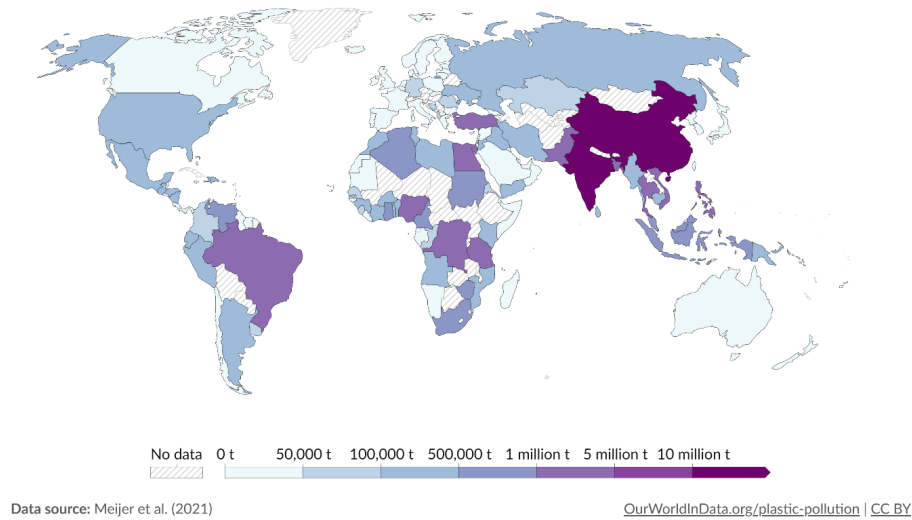 No data 0 t 50,000 t 100,000 t 500,000 t 1 million t 5 million t 10 million t
Data source: Meijer et al. (2021) OurWorldInData.org/plastic-pollution | CC BY